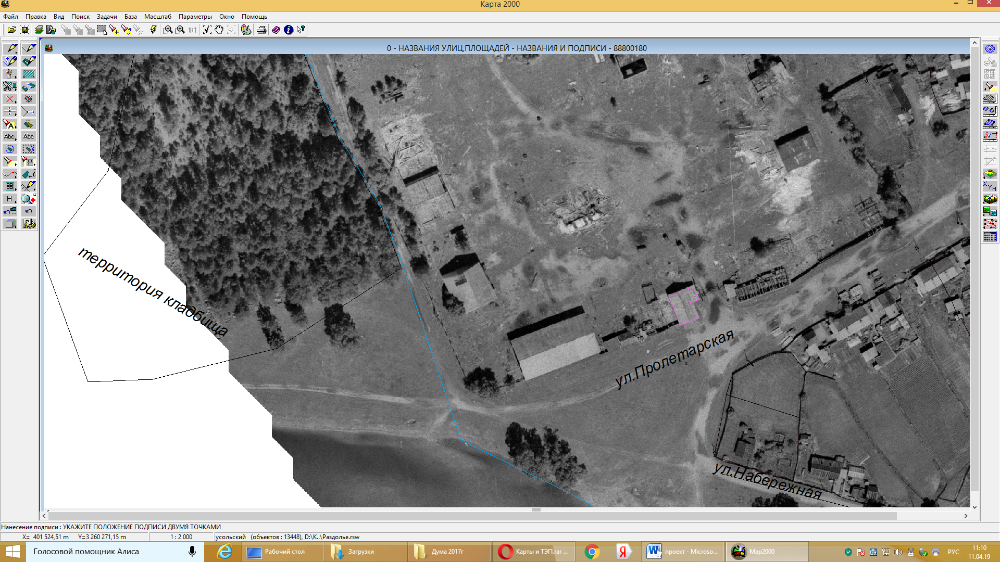 Карта 2000
Файл Правка Вид Поиск Задачи База Масштаб Параметры Окно Помощь
1:1
0 - НАЗВАНИЯ УЛИЦ,ПЛОЩАДЕЙ - НАЗВАНИЯ И ПОДПИСИ - 88800180
Abc Abc
H
XYH
территория кладбища
ул.Пролетарская
ул.Набережная
Нанесение подписи : УКАЖИТЕ ПОЛОЖЕНИЕ ПОДПИСИ ДВУМЯ ТОЧКАМИ
X= 401 524,51 m Y=3 260 271,15 m 1 : 2 000 усольский (объектов : 13448), D:\К..\Раздолье.rsw
Голосовой помощник Алиса Рабочий стол Загрузки Дума 2017г Карты и ТЭП.rar ... проект - Microso... Map2000 РУС 11:10
11.04.19